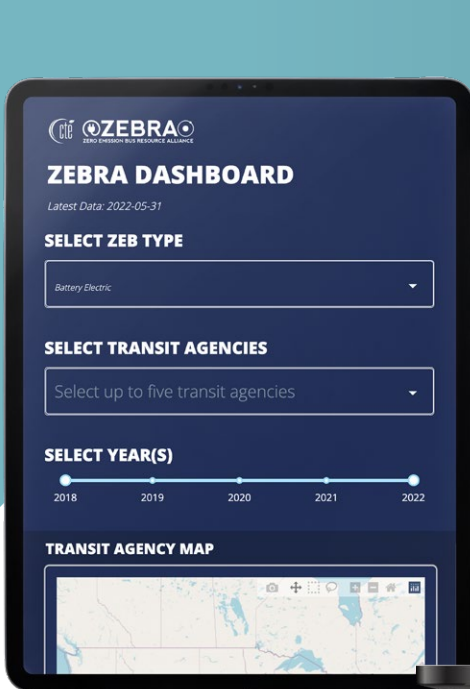 cte ZEBRA
ZERO EMISSION BUS RESOURCE ALLIANCE
ZEBRA DASHBOARD
Latest Data: 2022-05-31
SELECT ZEB TYPE
Battery Electric
SELECT TRANSIT AGENCIES
Select up to five transit agencies
SELECT YEAR(S)
2018 2019 2020 2021 2022
TRANSIT AGENCY MAP